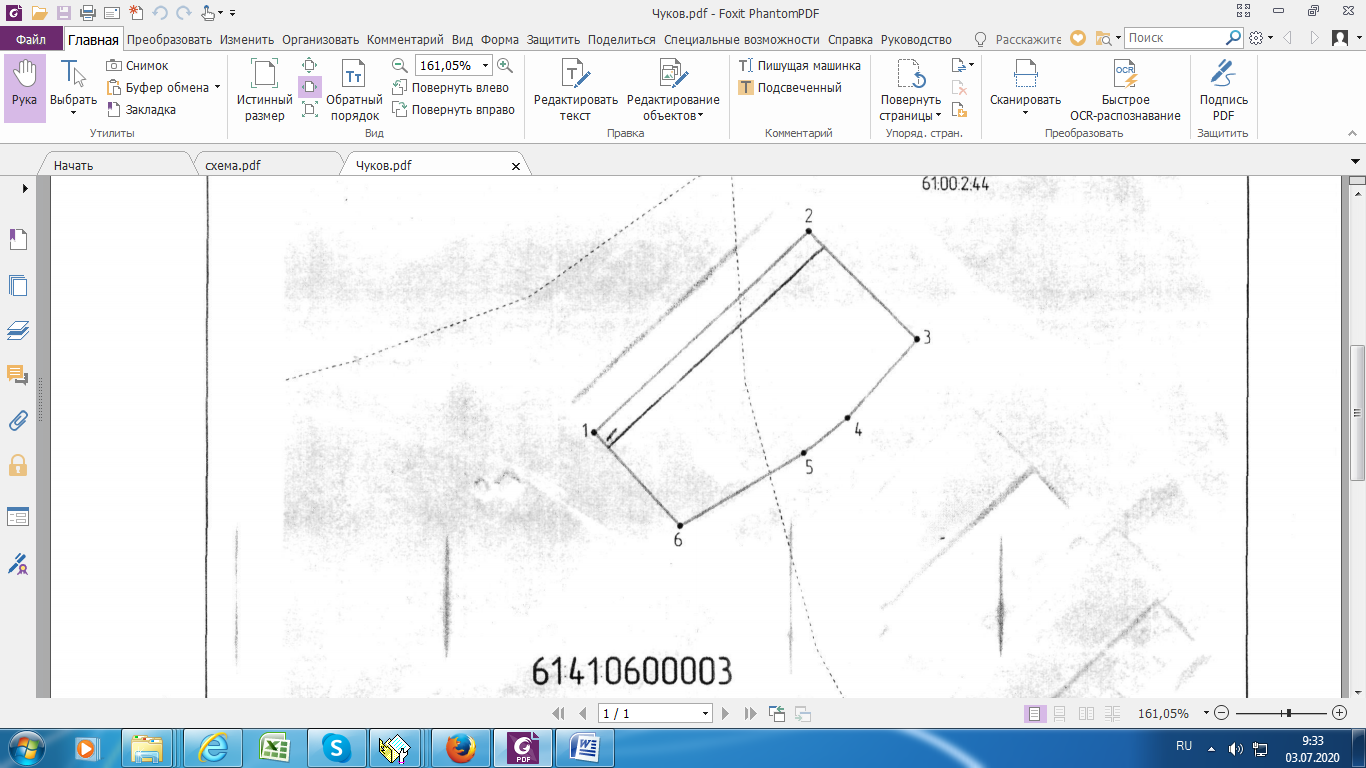 Чуков.pdf - Foxit PhantomPDF
Файл Главная Преобразовать Изменить Организовать Комментарий Вид Форма Защитить Поделиться Специальные возможности Справка Руководство Расскажите Поиск
Рука
Выбрать
Снимок
Буфер обмена
Закладка
Утилиты
Истинный размер
Обратный порядок
161,05%
Повернуть влево
Повернуть вправо
Вид
Редактировать текст
Редактирование объектов
Правка
Пишущая машинка
Подсвеченный
Комментарий
Повернуть страницы
Упоряд. стран.
Сканировать
Быстрое OCR-распознавание
Преобразовать
Подпись PDF
Защитить
Начать схема.pdf Чуков.pdf
61:00:2:44
2
3
1
4
5
6
61410600003
1 / 1
161,05%
RU
9:33
03.07.2020